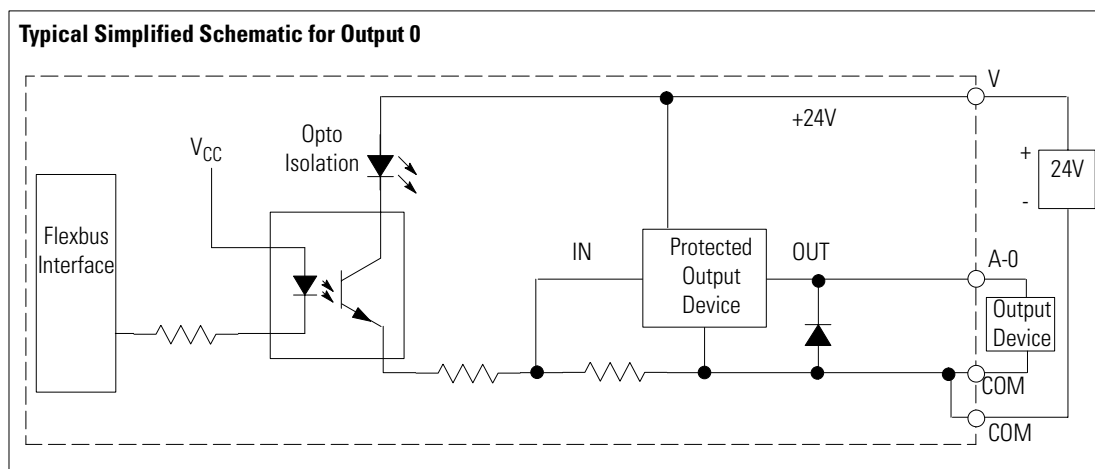 Typical Simplified Schematic for Output 0
V
+24V
Opto
Isolation
VCC
+
24V
-
Flexbus
Interface
IN
Protected
Output
Device
OUT
A-0
Output
Device
COM
COM